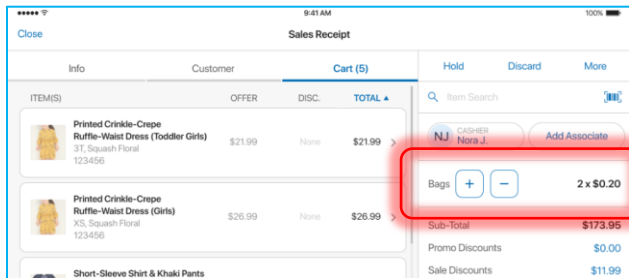 9:41 AM
100%
Close
Sales Receipt
Info
Customer
Cart (5)
Hold
Discard
More
ITEM(S)
OFFER
DISC.
TOTAL ▲
Item Search
Printed Crinkle-Crepe
Ruffle-Waist Dress (Toddler Girls)
3T, Squash Floral
123456
$21.99
None
$21.99
NJ
CASHIER
Nora J.
Add Associate
Bags
+
−
2 x $0.20
Printed Crinkle-Crepe
Ruffle-Waist Dress (Girls)
XS, Squash Floral
123456
$26.99
None
$26.99
Sub-Total
$173.95
Promo Discounts
$0.00
Short-Sleeve Shirt & Khaki Pants
Sale Discounts
$11.99